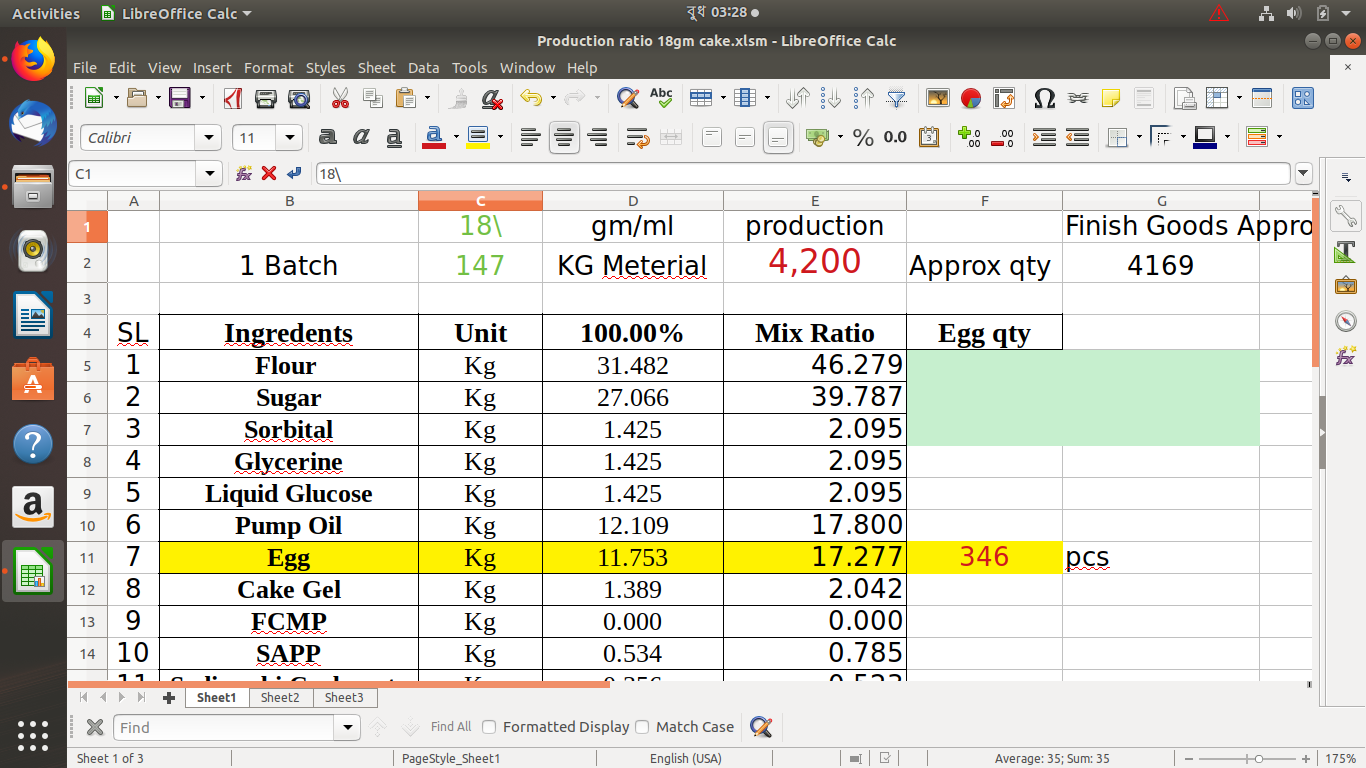 Activities LibreOffice Calc বুধ 03:28
Production ratio 18gm cake.xlsm - LibreOffice Calc
File Edit View Insert Format Styles Sheet Data Tools Window Help
Calibri 11
C1 18\
A B C D E F G
1 18\ gm/ml production Finish Goods Appro
2 1 Batch 147 KG Meterial 4,200 Approx qty 4169
3
4 SL Ingredents Unit 100.00% Mix Ratio Egg qty
5 1 Flour Kg 31.482 46.279
6 2 Sugar Kg 27.066 39.787
7 3 Sorbital Kg 1.425 2.095
8 4 Glycerine Kg 1.425 2.095
9 5 Liquid Glucose Kg 1.425 2.095
10 6 Pump Oil Kg 12.109 17.800
11 7 Egg Kg 11.753 17.277 346 pcs
12 8 Cake Gel Kg 1.389 2.042
13 9 FCMP Kg 0.000 0.000
14 10 SAPP Kg 0.534 0.785
Sheet1 Sheet2 Sheet3
Find Find All Formatted Display Match Case
Sheet 1 of 3 PageStyle_Sheet1 English (USA) Average: 35; Sum: 35 175%